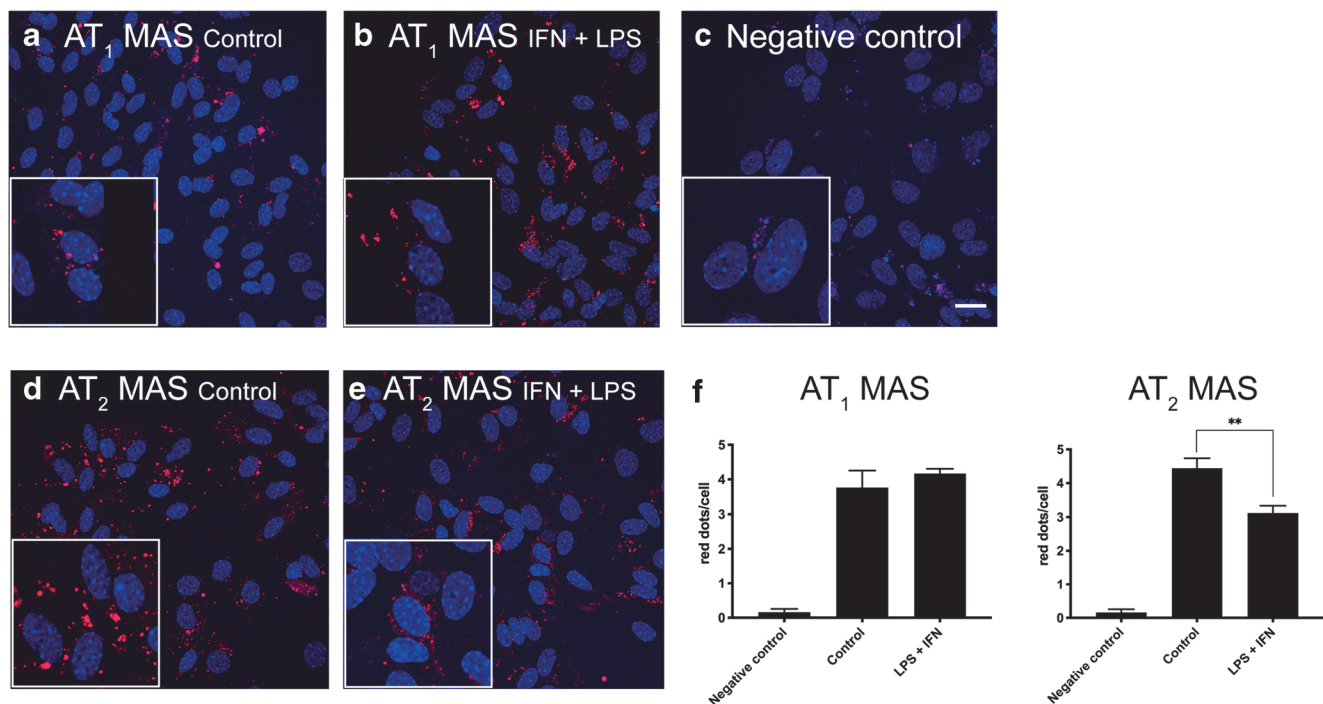 a AT₁ MAS Control
b AT₁ MAS IFN + LPS
c Negative control
d AT₂ MAS Control
e AT₂ MAS IFN + LPS
f AT₁ MAS
5
4
3
2
1
0
red dots/cell
Negative control
Control
LPS + IFN
AT₂ MAS
**
5
4
3
2
1
0
red dots/cell
Negative control
Control
LPS + IFN